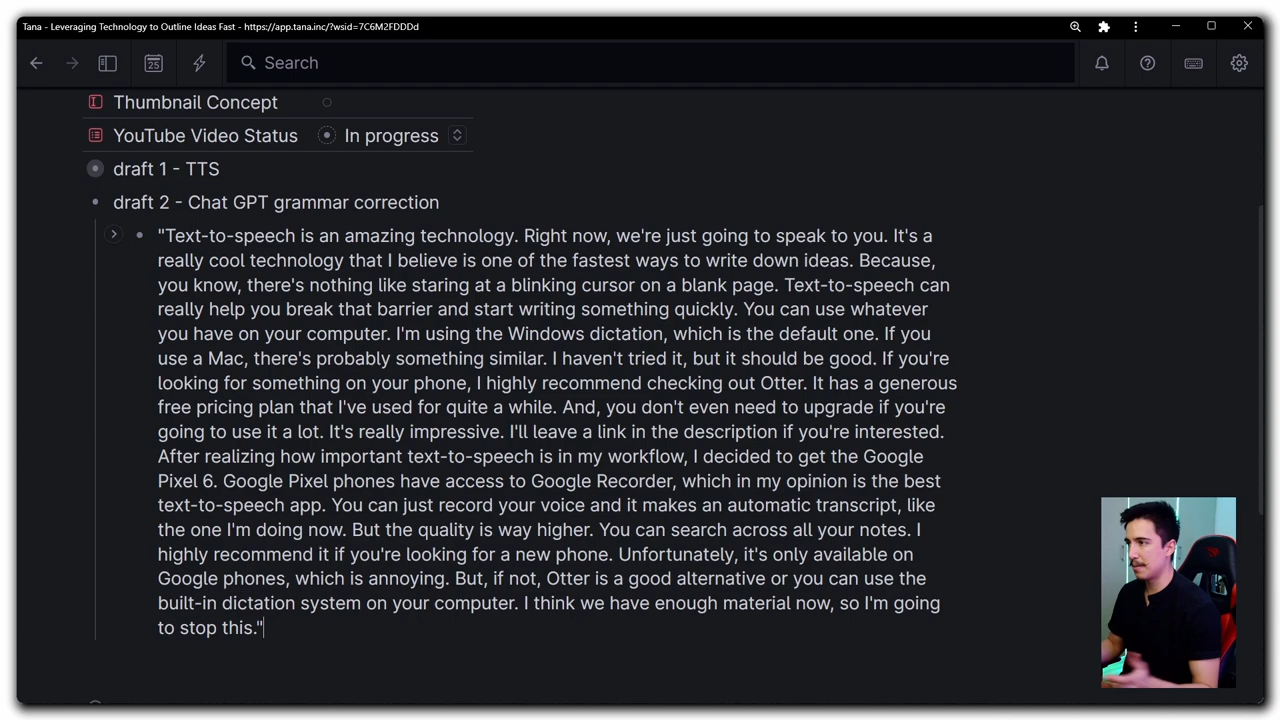 Tana - Leveraging Technology to Outline Ideas Fast - https://app.tana.inc/?wsid=7C6M2FDDDd
25
Search
Thumbnail Concept
YouTube Video Status In progress
draft 1 - TTS
draft 2 - Chat GPT grammar correction
"Text-to-speech is an amazing technology. Right now, we're just going to speak to you. It's a
really cool technology that I believe is one of the fastest ways to write down ideas. Because,
you know, there's nothing like staring at a blinking cursor on a blank page. Text-to-speech can
really help you break that barrier and start writing something quickly. You can use whatever
you have on your computer. I'm using the Windows dictation, which is the default one. If you
use a Mac, there's probably something similar. I haven't tried it, but it should be good. If you're
looking for something on your phone, I highly recommend checking out Otter. It has a generous
free pricing plan that I've used for quite a while. And, you don't even need to upgrade if you're
going to use it a lot. It's really impressive. I'll leave a link in the description if you're interested.
After realizing how important text-to-speech is in my workflow, I decided to get the Google
Pixel 6. Google Pixel phones have access to Google Recorder, which in my opinion is the best
text-to-speech app. You can just record your voice and it makes an automatic transcript, like
the one I'm doing now. But the quality is way higher. You can search across all your notes. I
highly recommend it if you're looking for a new phone. Unfortunately, it's only available on
Google phones, which is annoying. But, if not, Otter is a good alternative or you can use the
built-in dictation system on your computer. I think we have enough material now, so I'm going
to stop this."